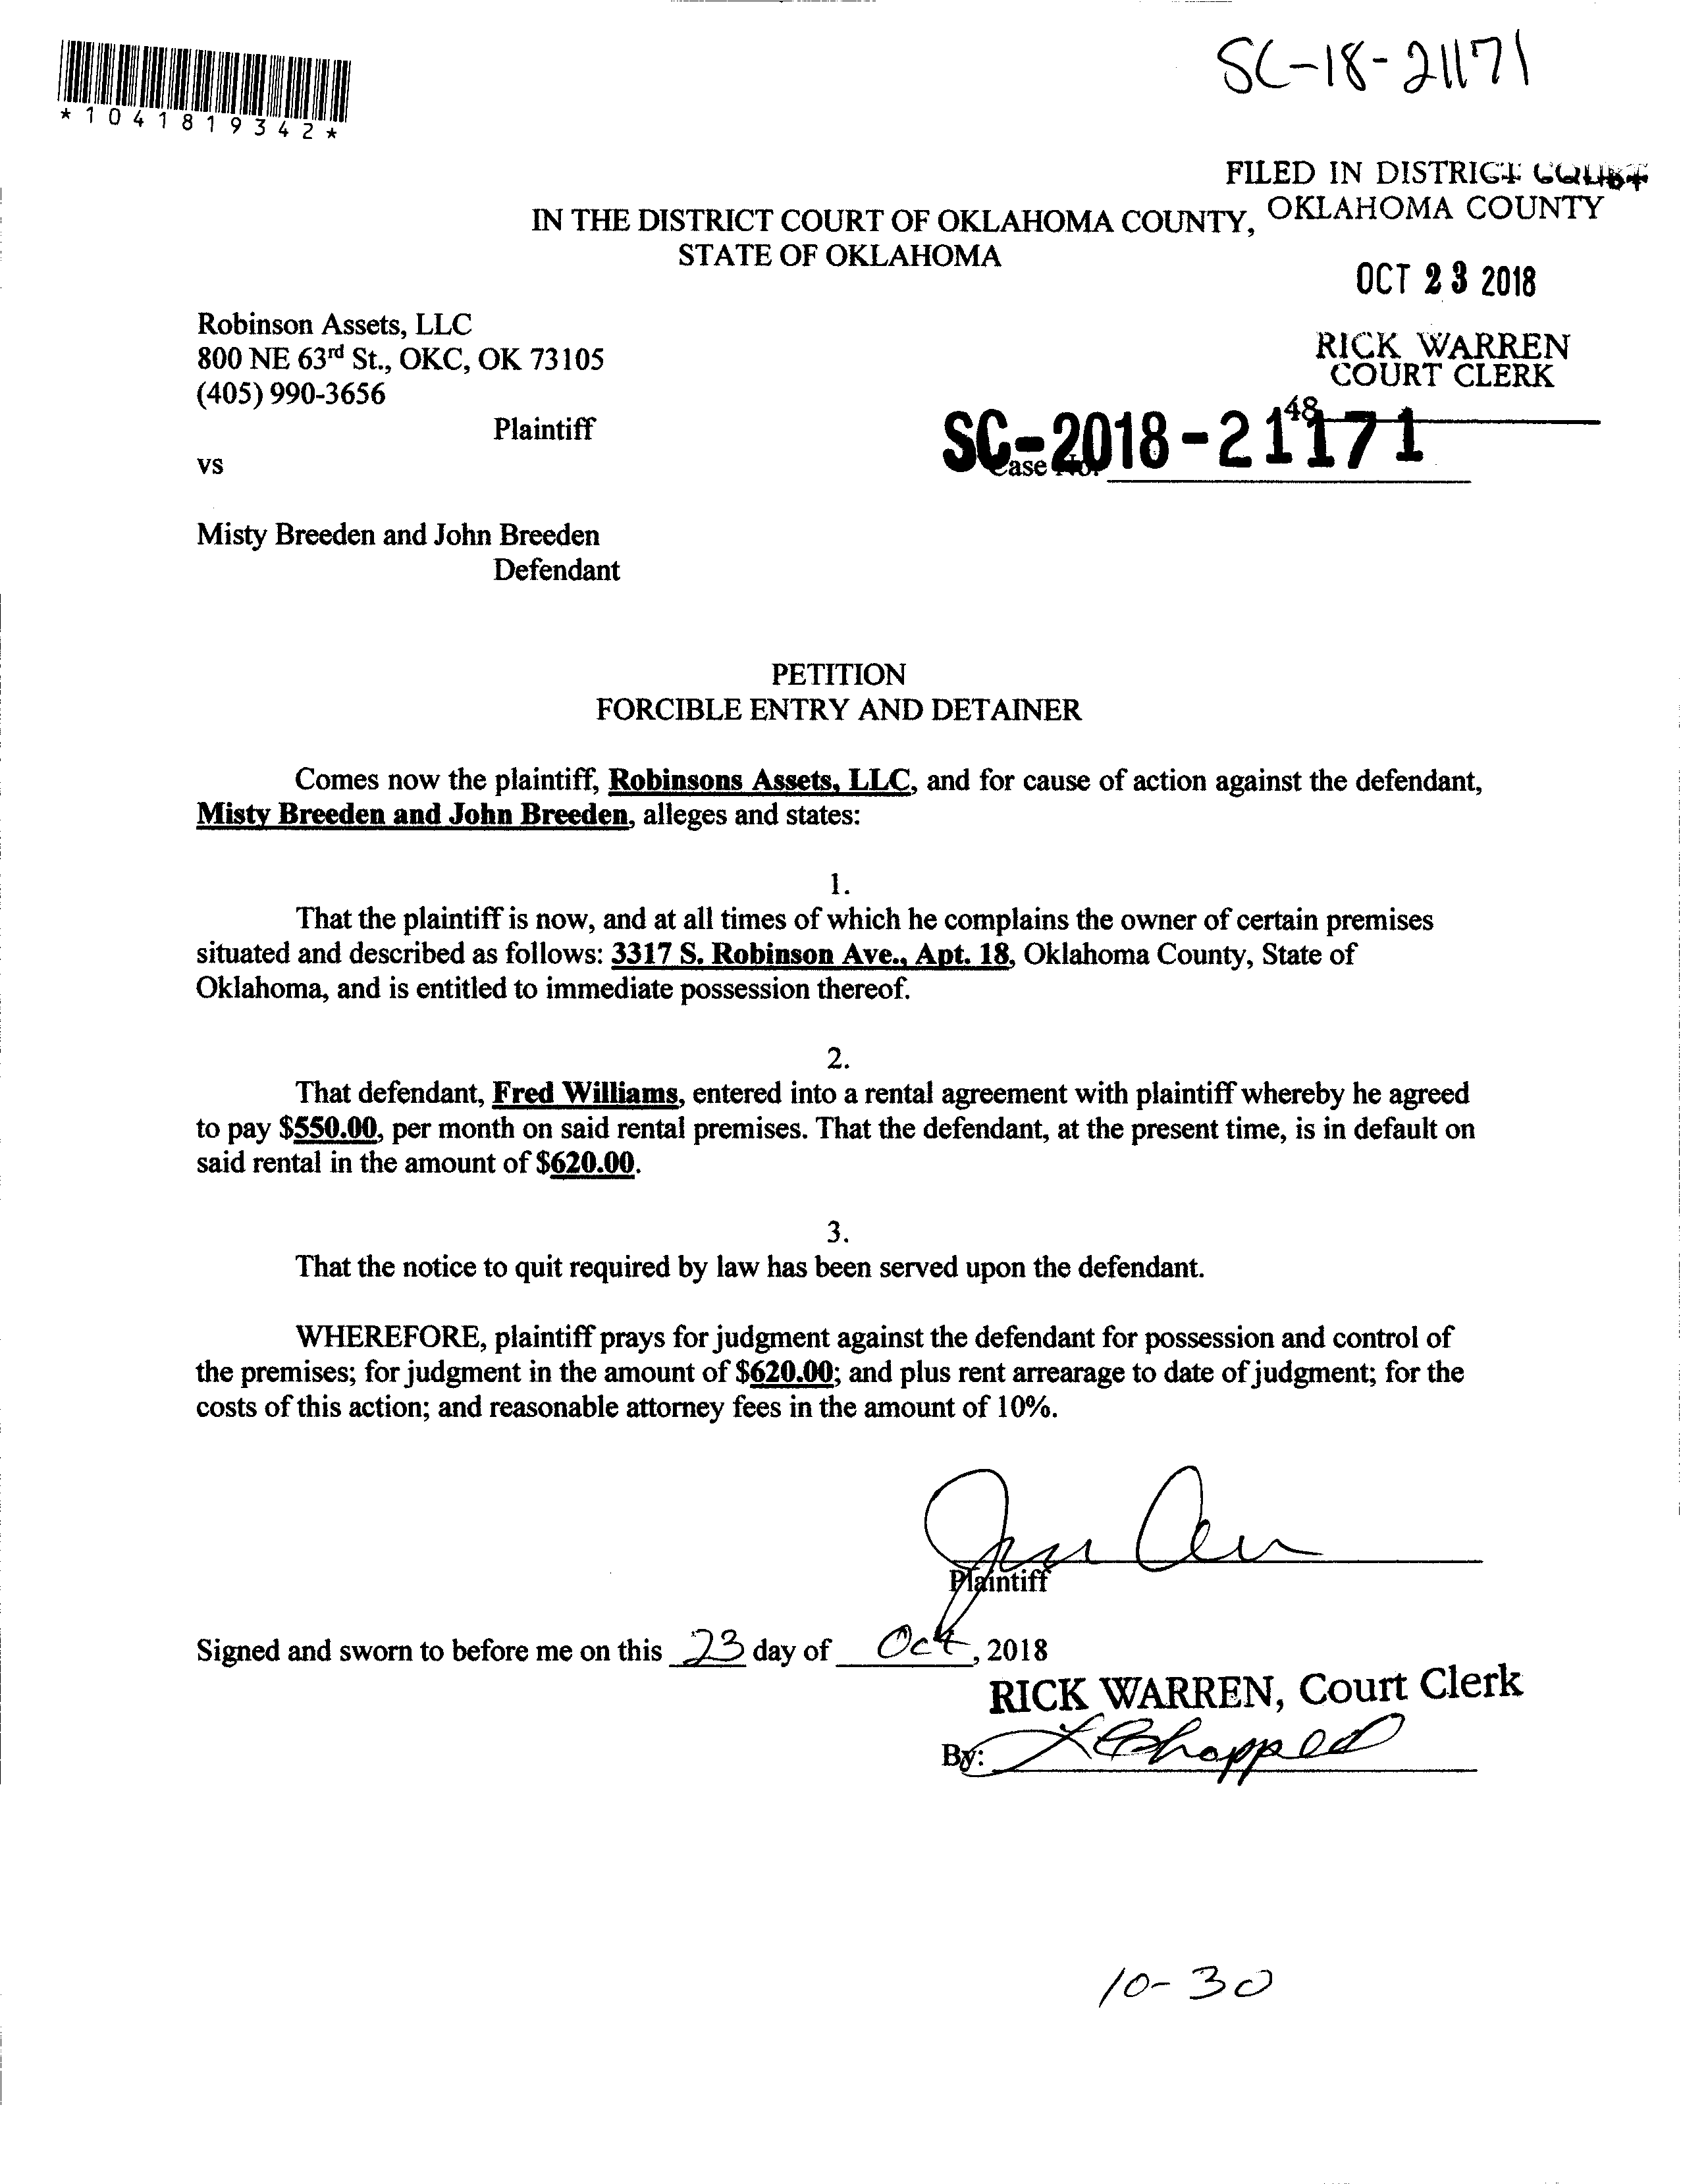 SC-18-21171
*1041819342*
FILED IN DISTRICT COURT
OKLAHOMA COUNTY
IN THE DISTRICT COURT OF OKLAHOMA COUNTY,
STATE OF OKLAHOMA
OCT 23 2018
Robinson Assets, LLC
800 NE 63rd St., OKC, OK 73105
(405) 990-3656
Plaintiff
RICK WARREN
COURT CLERK
48
SC-2018-21171
Case No.
vs
Misty Breeden and John Breeden
Defendant
PETITION
FORCIBLE ENTRY AND DETAINER
Comes now the plaintiff, Robinsons Assets, LLC, and for cause of action against the defendant,
Misty Breeden and John Breeden, alleges and states:
1.
That the plaintiff is now, and at all times of which he complains the owner of certain premises
situated and described as follows: 3317 S. Robinson Ave., Apt. 18, Oklahoma County, State of
Oklahoma, and is entitled to immediate possession thereof.
2.
That defendant, Fred Williams, entered into a rental agreement with plaintiff whereby he agreed
to pay $550.00, per month on said rental premises. That the defendant, at the present time, is in default on
said rental in the amount of $620.00.
3.
That the notice to quit required by law has been served upon the defendant.
WHEREFORE, plaintiff prays for judgment against the defendant for possession and control of
the premises; for judgment in the amount of $620.00; and plus rent arrearage to date of judgment; for the
costs of this action; and reasonable attorney fees in the amount of 10%.
Plaintiff
Signed and sworn to before me on this 23 day of Oct, 2018
RICK WARREN, Court Clerk
By:
10-30